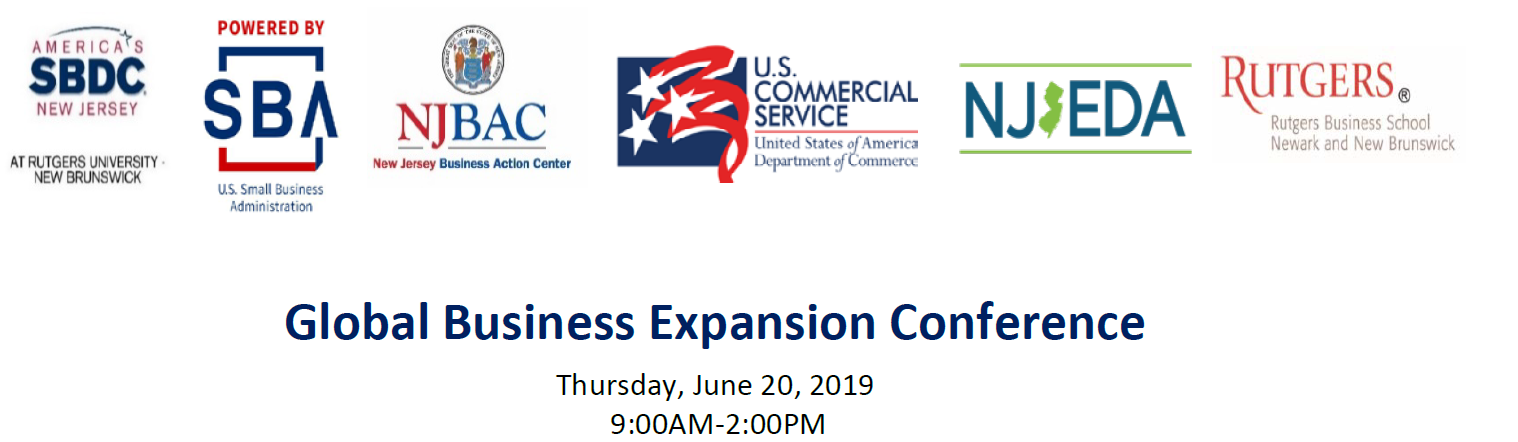 AMERICA'S
SBDC
NEW JERSEY
AT RUTGERS UNIVERSITY -
NEW BRUNSWICK
POWERED BY
SBA
U.S. Small Business
Administration
NJBAC
New Jersey Business Action Center
U.S.
COMMERCIAL
SERVICE
United States of America
Department of Commerce
NJEDA
RUTGERS®
Rutgers Business School
Newark and New Brunswick
Global Business Expansion Conference
Thursday, June 20, 2019
9:00AM-2:00PM